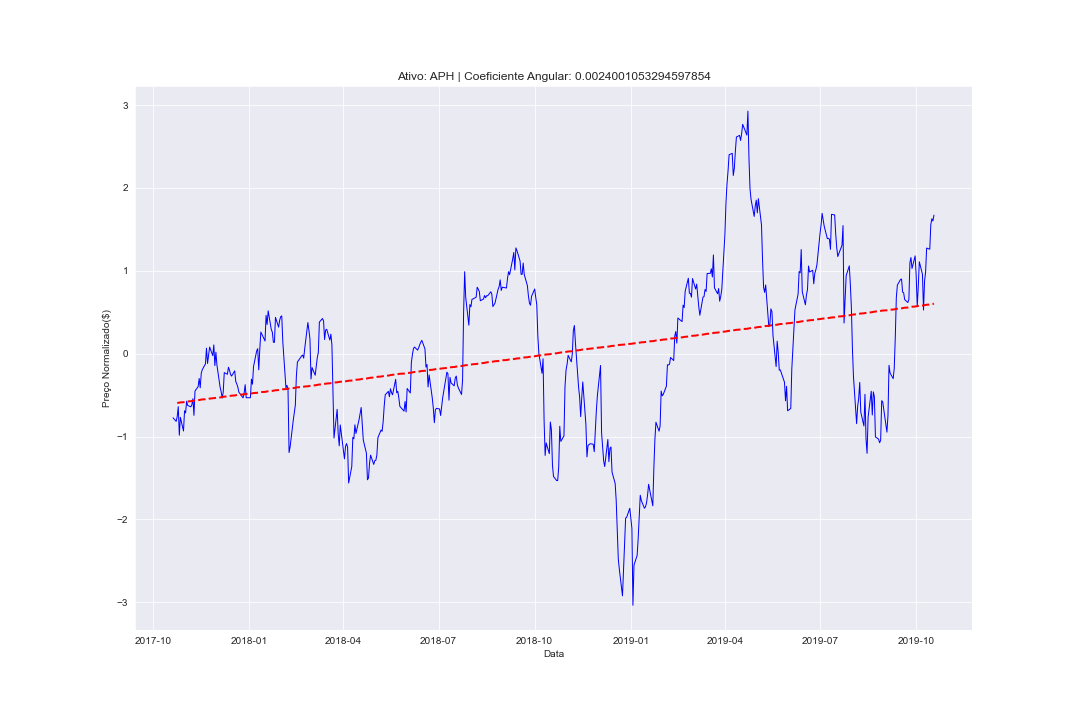 Ativo: APH | Coeficiente Angular: 0.0024001053294597854
3
2
1
0
−1
−2
−3
Preço Normalizado($)
2017-10 2018-01 2018-04 2018-07 2018-10 2019-01 2019-04 2019-07 2019-10
Data